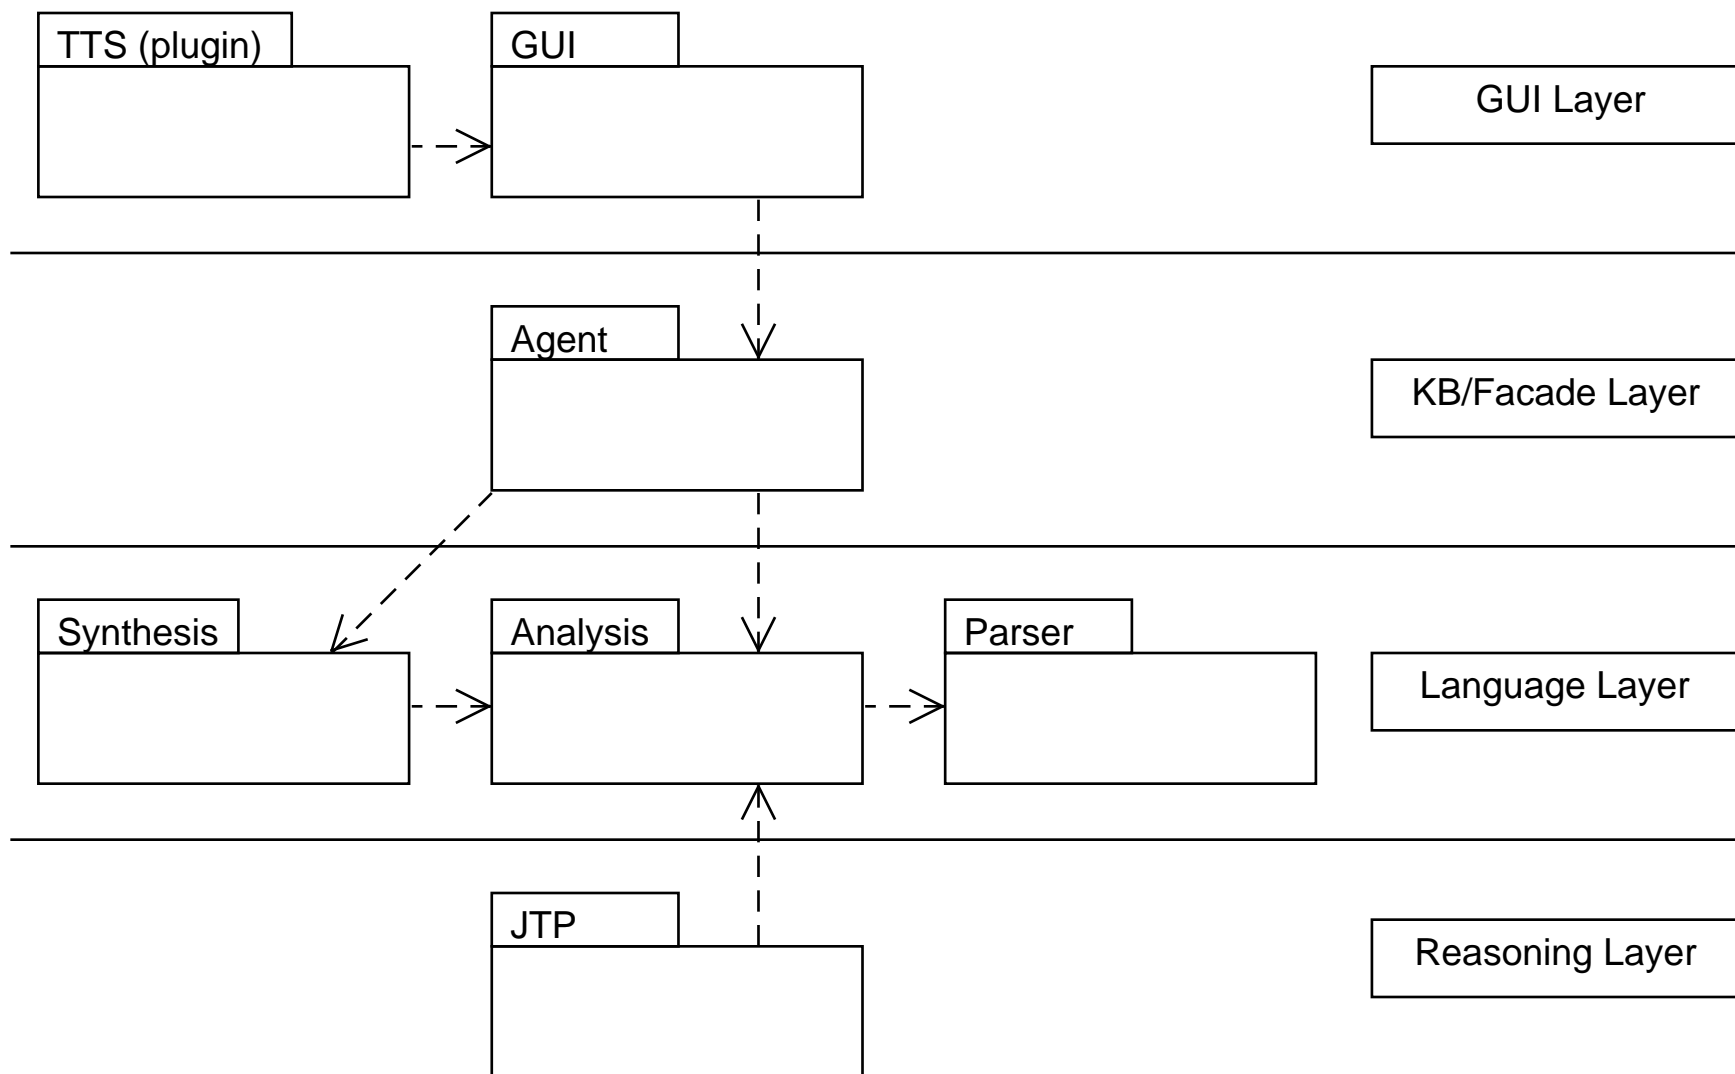 TTS (plugin)
GUI
GUI Layer
Agent
KB/Facade Layer
Synthesis
Analysis
Parser
Language Layer
JTP
Reasoning Layer